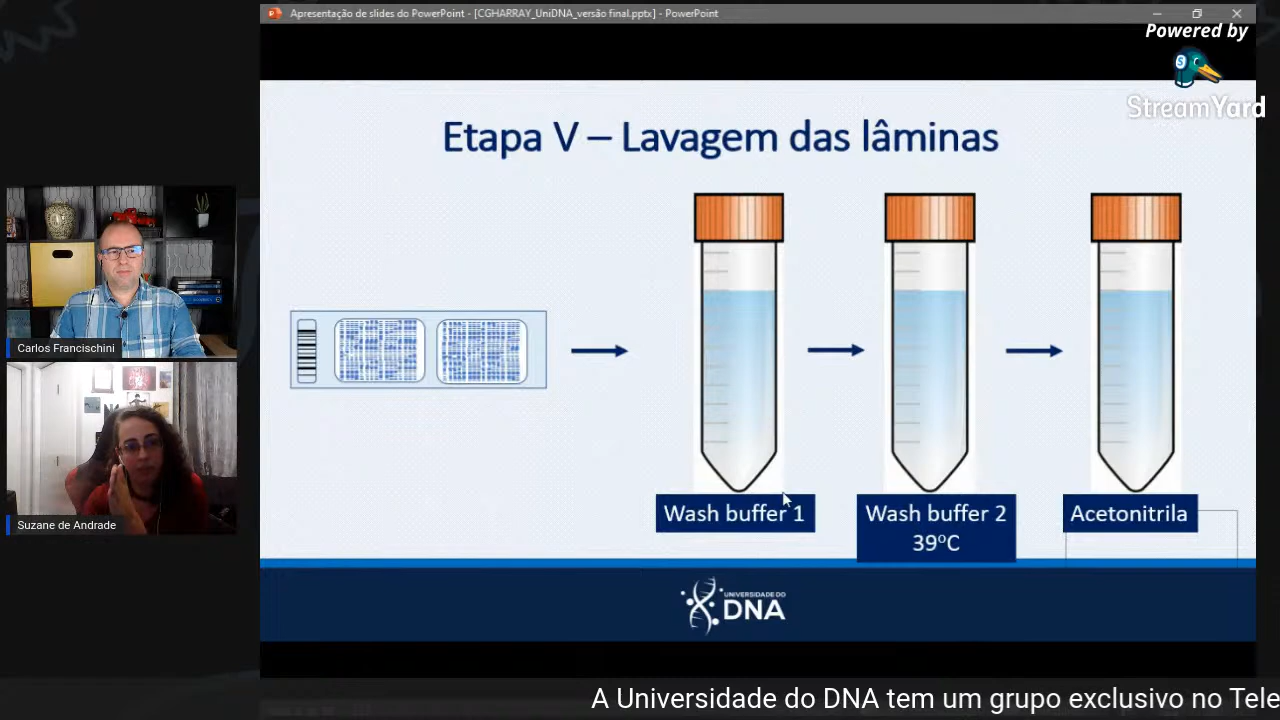 Apresentação de slides do PowerPoint - [CGHARRAY_UniDNA_versão final.pptx] - PowerPoint
Powered by
S
StreamYard
Etapa V – Lavagem das lâminas
Carlos Francischini
Suzane de Andrade
Wash buffer 1
Wash buffer 2
39ºC
Acetonitrila
UNIVERSIDADE DO
DNA
A Universidade do DNA tem um grupo exclusivo no Tele